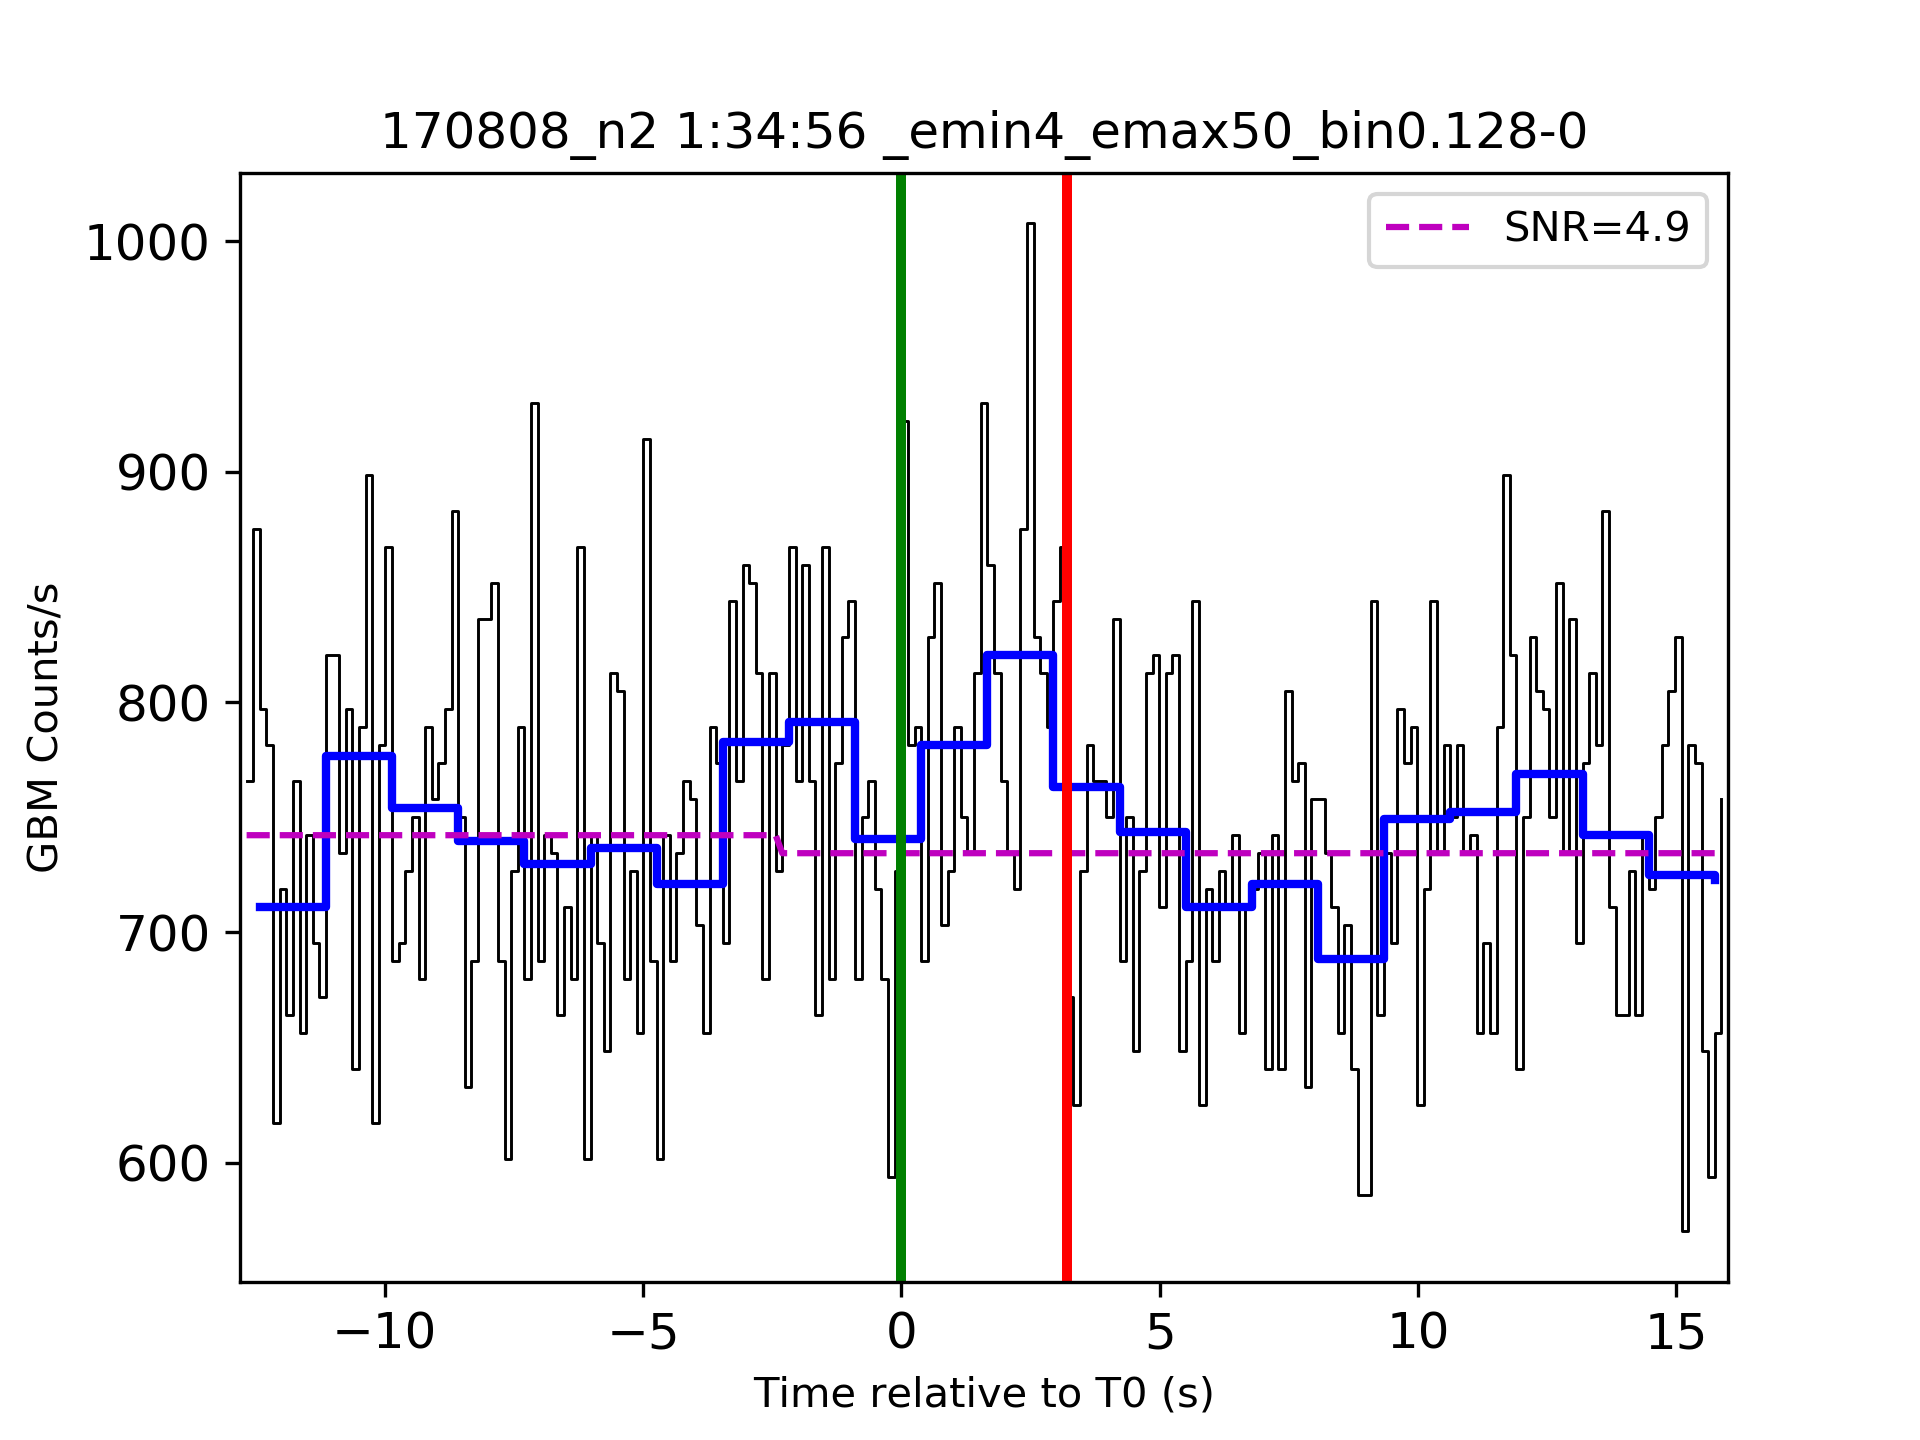 170808_n2 1:34:56 _emin4_emax50_bin0.128-0
SNR=4.9
1000
900
800
700
600
GBM Counts/s
−10
−5
0
5
10
15
Time relative to T0 (s)